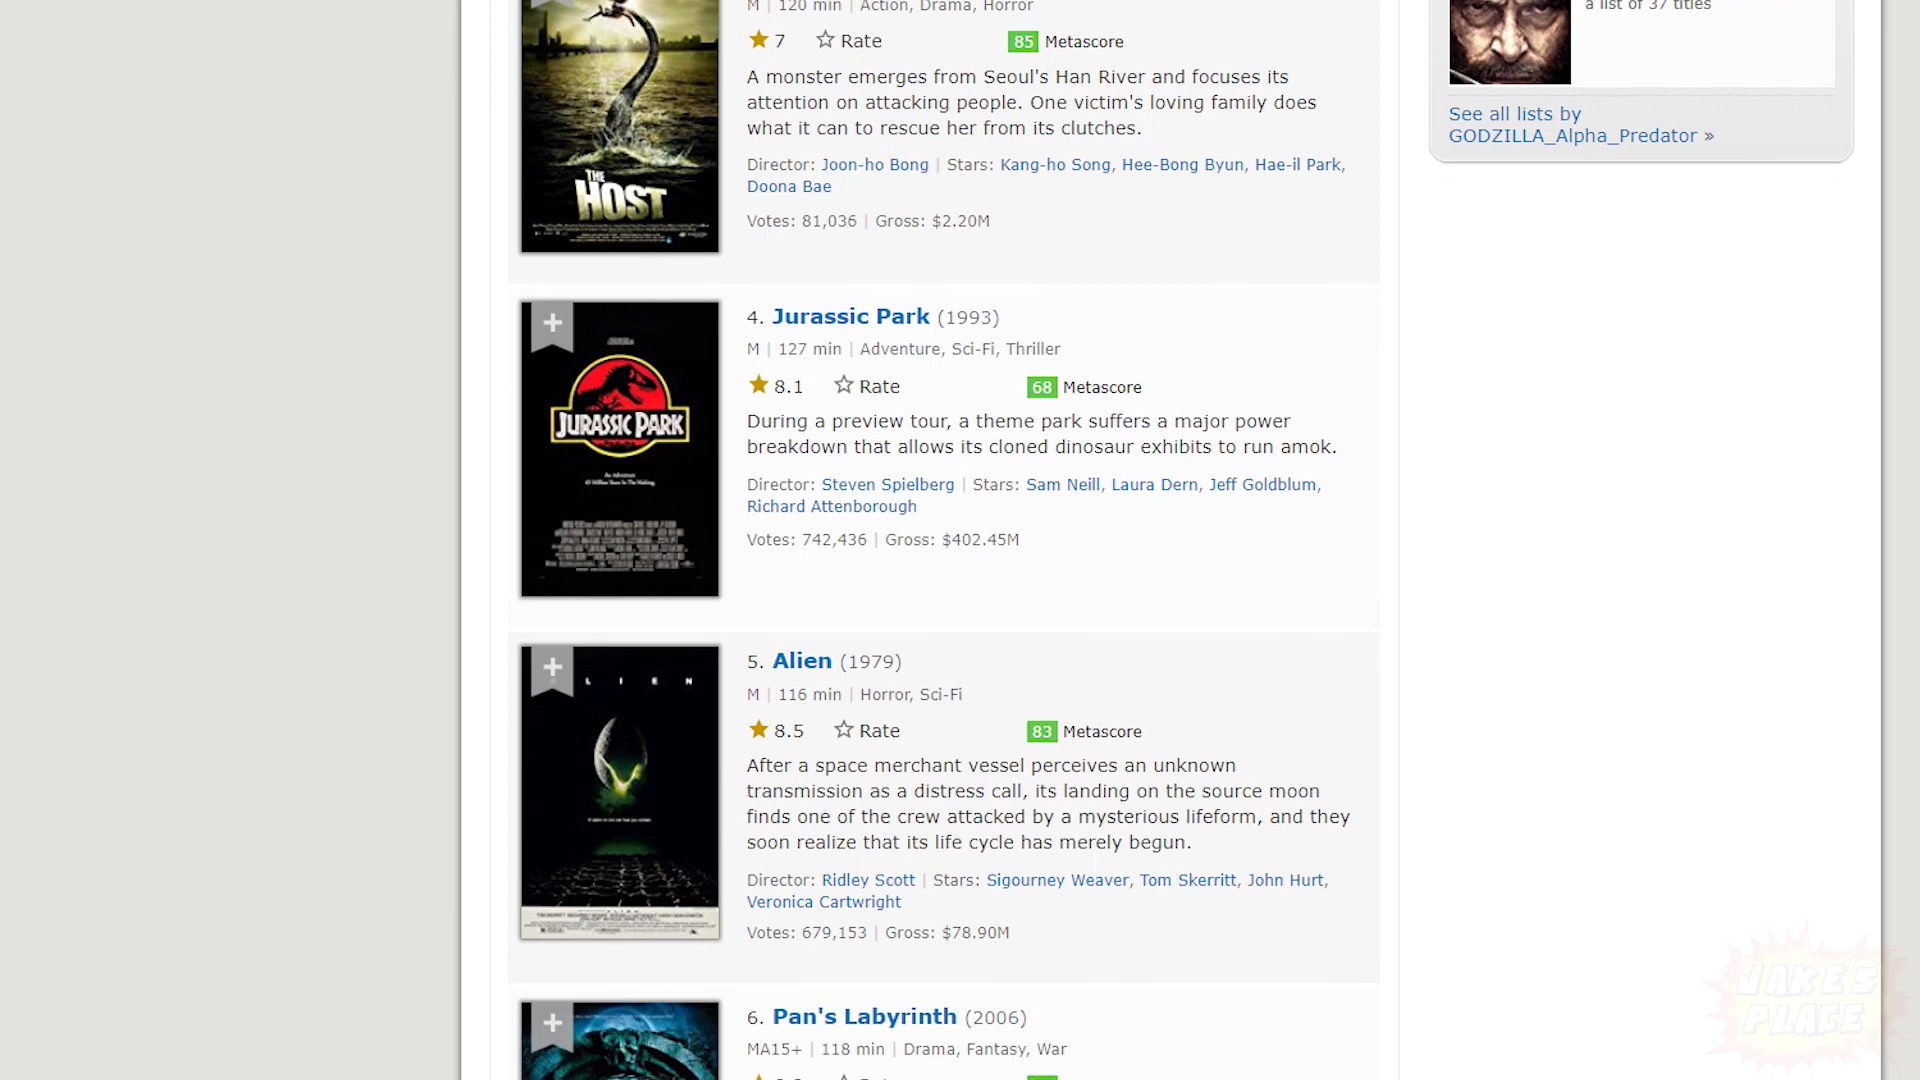 M | 120 min | Action, Drama, Horror
7 Rate 85 Metascore
A monster emerges from Seoul's Han River and focuses its
attention on attacking people. One victim's loving family does
what it can to rescue her from its clutches.
Director: Joon-ho Bong | Stars: Kang-ho Song, Hee-Bong Byun, Hae-il Park,
Doona Bae
Votes: 81,036 | Gross: $2.20M
THE
HOST
a list of 37 titles
See all lists by
GODZILLA_Alpha_Predator »
4. Jurassic Park (1993)
M | 127 min | Adventure, Sci-Fi, Thriller
8.1 Rate 68 Metascore
During a preview tour, a theme park suffers a major power
breakdown that allows its cloned dinosaur exhibits to run amok.
Director: Steven Spielberg | Stars: Sam Neill, Laura Dern, Jeff Goldblum,
Richard Attenborough
Votes: 742,436 | Gross: $402.45M
JURASSIC PARK
An Adventure
65 Million Years In The Making.
5. Alien (1979)
M | 116 min | Horror, Sci-Fi
8.5 Rate 83 Metascore
After a space merchant vessel perceives an unknown
transmission as a distress call, its landing on the source moon
finds one of the crew attacked by a mysterious lifeform, and they
soon realize that its life cycle has merely begun.
Director: Ridley Scott | Stars: Sigourney Weaver, Tom Skerritt, John Hurt,
Veronica Cartwright
Votes: 679,153 | Gross: $78.90M
L I E N
6. Pan's Labyrinth (2006)
MA15+ | 118 min | Drama, Fantasy, War
JAKE'S
PLACE